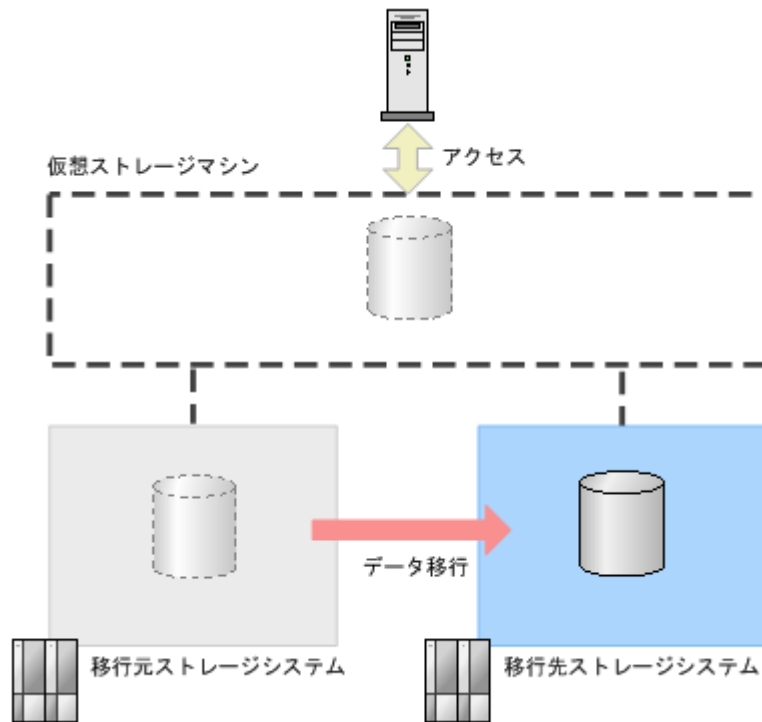 アクセス
仮想ストレージマシン
データ移行
移行元ストレージシステム
移行先ストレージシステム